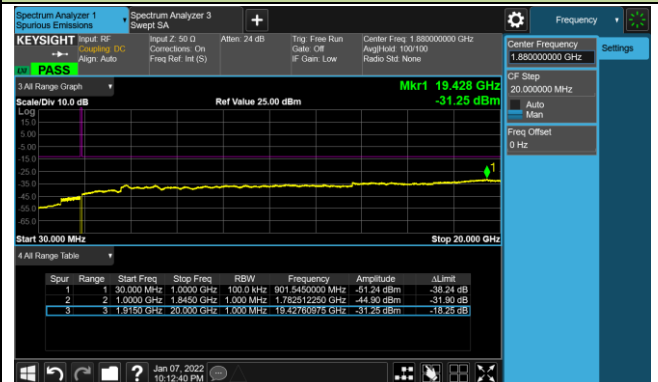 Spectrum Analyzer 1
Spurious Emissions
Spectrum Analyzer 3
Swept SA
Frequency
KEYSIGHT
Input: RF
Coupling: DC
Align: Auto
Input Z: 50 Ω
Corrections: On
Freq Ref: Int (S)
Atten: 24 dB
Trig: Free Run
Gate: Off
IF Gain: Low
Center Freq: 1.880000000 GHz
Avg|Hold: 100/100
Radio Std: None
PASS
Center Frequency
1.880000000 GHz
Settings
CF Step
20.000000 MHz
Auto
Man
Freq Offset
0 Hz
3 All Range Graph
Mkr1 19.428 GHz
Scale/Div 10.0 dB
Ref Value 25.00 dBm
-31.25 dBm
Log
15.0
5.00
-5.00
-15.0
-25.0
-35.0
-45.0
-55.0
-65.0
1
Start 30.000 MHz
Stop 20.000 GHz
4 All Range Table
Spur Range Start Freq Stop Freq RBW Frequency Amplitude ΔLimit
1 1 30.000 MHz 1.0000 GHz 100.0 kHz 901.5450000 MHz -51.24 dBm -38.24 dB
2 2 1.0000 GHz 1.8450 GHz 1.000 MHz 1.782512250 GHz -44.90 dBm -31.90 dB
3 3 1.9150 GHz 20.000 GHz 1.000 MHz 19.42760975 GHz -31.25 dBm -18.25 dB
Jan 07, 2022
10:12:40 PM